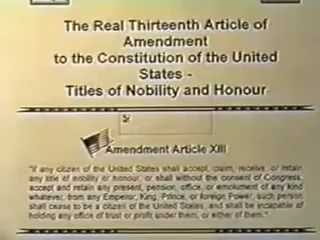 The Real Thirteenth Article of
Amendment
to the Constitution of the United
States -
Titles of Nobility and Honour
Amendment Article XIII
"If any citizen of the United States shall accept, claim, receive, or retain
any title of nobility or honour, or shall without the consent of Congress,
accept and retain any present, pension, office, or emolument of any kind
whatever, from any Emperor, King, Prince, or foreign Power, such person
shall cease to be a citizen of the United States, and shall be incapable of
holding any office of trust or profit under them, or either of them."